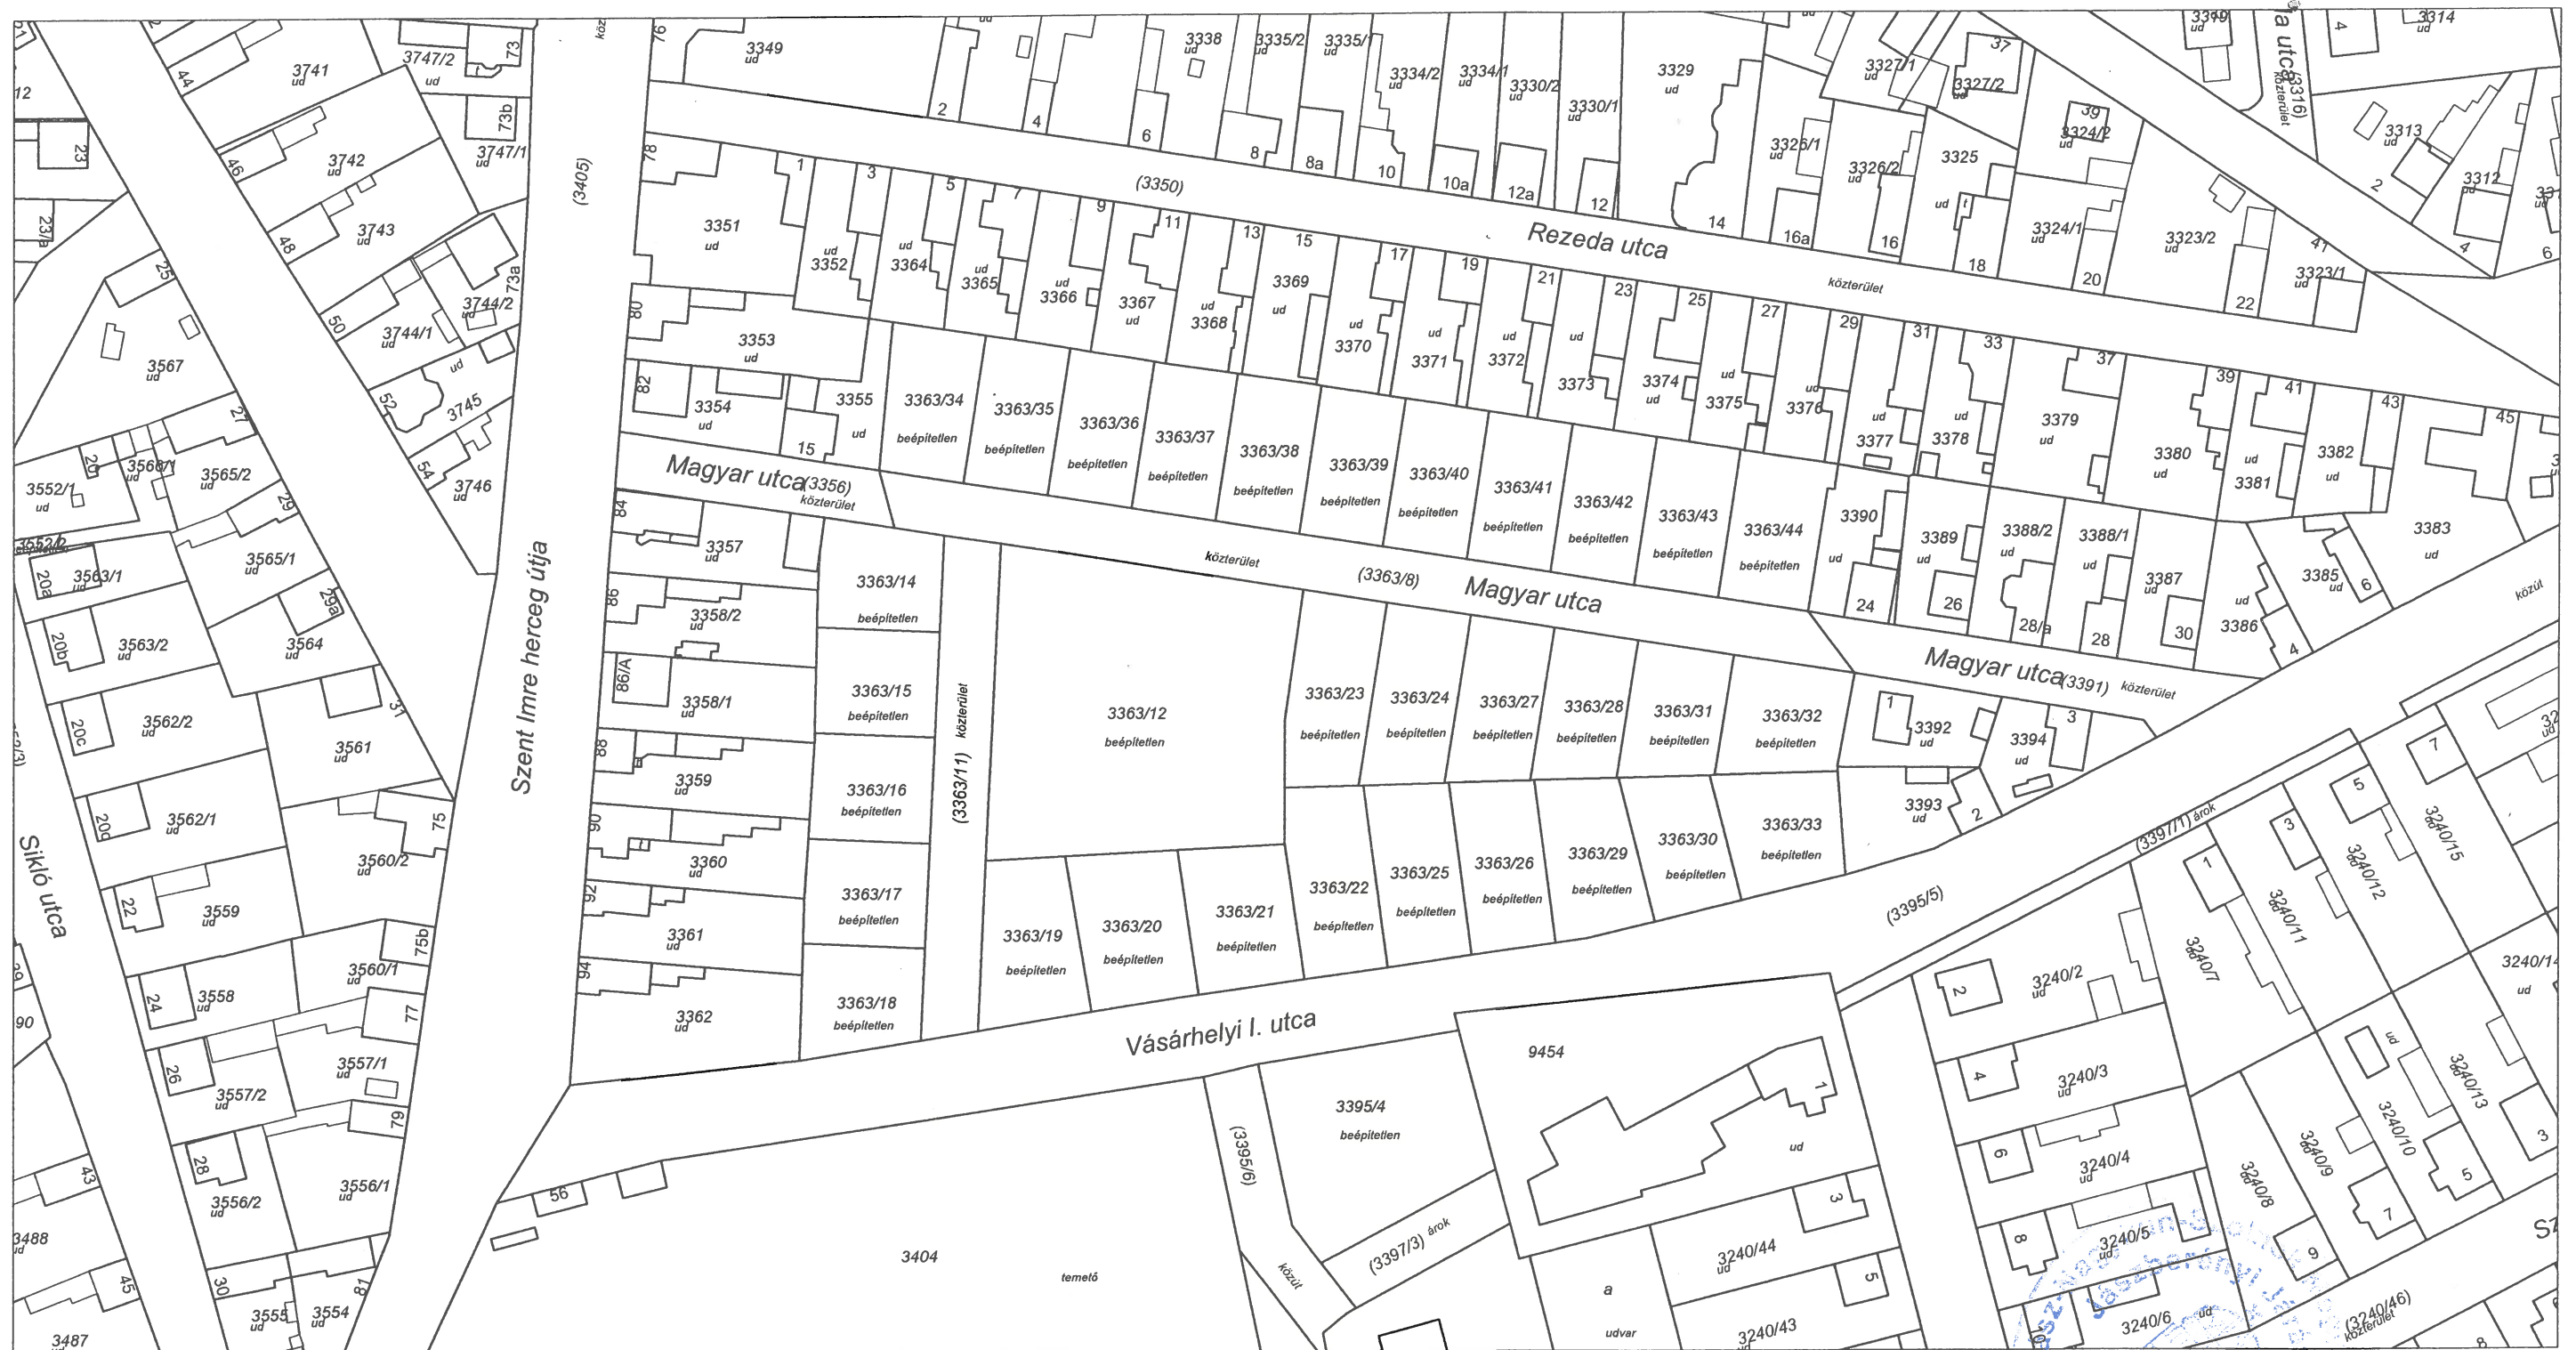 3349
ud
76
2
4
3338
ud
6
3335/2
ud
8
3335/1
ud
8a
3334/2
ud
10
3334/1
ud
10a
3330/2
ud
12a
3330/1
ud
12
3329
ud
14
3327/1
ud
37
3327/2
ud
39
3324/2
ud
3326/1
ud
16a
3326/2
ud
16
3325
ud
t
18
3324/1
ud
20
3323/2
ud
22
41
3323/1
ud
3319
ud
(3316)
közterület
4
3314
ud
3313
ud
2
3312
ud
4
6
73
3747/2
ud
t
73b
3747/1
ud
44
3741
ud
46
3742
ud
48
3743
ud
73a
3744/2
ud
50
3744/1
ud
ud
3745
52
54
3746
ud
12
23
23/a
25
3567
ud
27
(3405)
(3350)
Rezeda utca
közterület
78
3351
ud
1
ud
3352
3
ud
3364
5
ud
3365
7
9
ud
3366
11
3367
ud
13
ud
3368
15
3369
ud
17
ud
3370
19
ud
3371
21
ud
3372
23
ud
3373
25
3374
ud
27
ud
3375
29
ud
3376
31
ud
3377
33
ud
3378
37
3379
ud
39
3380
ud
41
ud
3381
43
3382
ud
45
3383
ud
80
3353
ud
82
3354
ud
15
3355
ud
3363/34
beépítetlen
3363/35
beépítetlen
3363/36
beépítetlen
3363/37
beépítetlen
3363/38
beépítetlen
3363/39
beépítetlen
3363/40
beépítetlen
3363/41
beépítetlen
3363/42
beépítetlen
3363/43
beépítetlen
3363/44
beépítetlen
3390
ud
24
3389
ud
26
3388/2
ud
28/a
3388/1
ud
28
3387
ud
30
ud
3386
4
3385
ud
6
közút
Magyar utca
(3356)
közterület
közterület
(3363/8)
Magyar utca
Magyar utca
(3391)
közterület
Szent Imre herceg útja
84
3357
ud
86
3358/2
ud
86/A
3358/1
ud
88
3359
ud
90
t
3360
ud
92
3361
ud
94
3362
ud
3363/14
beépítetlen
3363/15
beépítetlen
3363/16
beépítetlen
3363/17
beépítetlen
3363/18
beépítetlen
(3363/11)
közterület
3363/12
beépítetlen
3363/23
beépítetlen
3363/24
beépítetlen
3363/27
beépítetlen
3363/28
beépítetlen
3363/31
beépítetlen
3363/32
beépítetlen
1
3392
ud
3
3394
ud
3393
ud
2
3363/19
beépítetlen
3363/20
beépítetlen
3363/21
beépítetlen
3363/22
beépítetlen
3363/25
beépítetlen
3363/26
beépítetlen
3363/29
beépítetlen
3363/30
beépítetlen
3363/33
beépítetlen
20
3552/1
ud
3566/1
ud
3565/2
ud
29
3552/2
20a
3563/1
ud
3565/1
ud
29a
20b
3563/2
ud
3564
ud
31
20c
3562/2
ud
3561
ud
20d
3562/1
ud
75
3560/2
ud
Sikló utca
22
3559
ud
75b
3560/1
ud
24
3558
ud
77
90
26
3557/2
ud
3557/1
ud
79
28
3556/2
ud
3556/1
ud
43
3488
ud
45
3487
30
3555
ud
3554
ud
81
Vásárhelyi I. utca
(3395/5)
(3397/1) árok
56
3404
temető
(3395/6)
közút
3395/4
beépítetlen
(3397/3) árok
9454
1
ud
3
3240/44
ud
5
a
udvar
3240/43
2
3240/2
ud
4
3240/3
ud
6
3240/4
ud
8
3240/5
ud
10
3240/6
ud
1
3240/7
ud
3
3240/11
ud
5
3240/12
ud
7
3240/15
ud
3240/14
ud
3240/8
ud
9
3240/9
ud
7
3240/10
ud
5
3240/13
ud
3
(3240/46)
közterület
8
Jászberényi